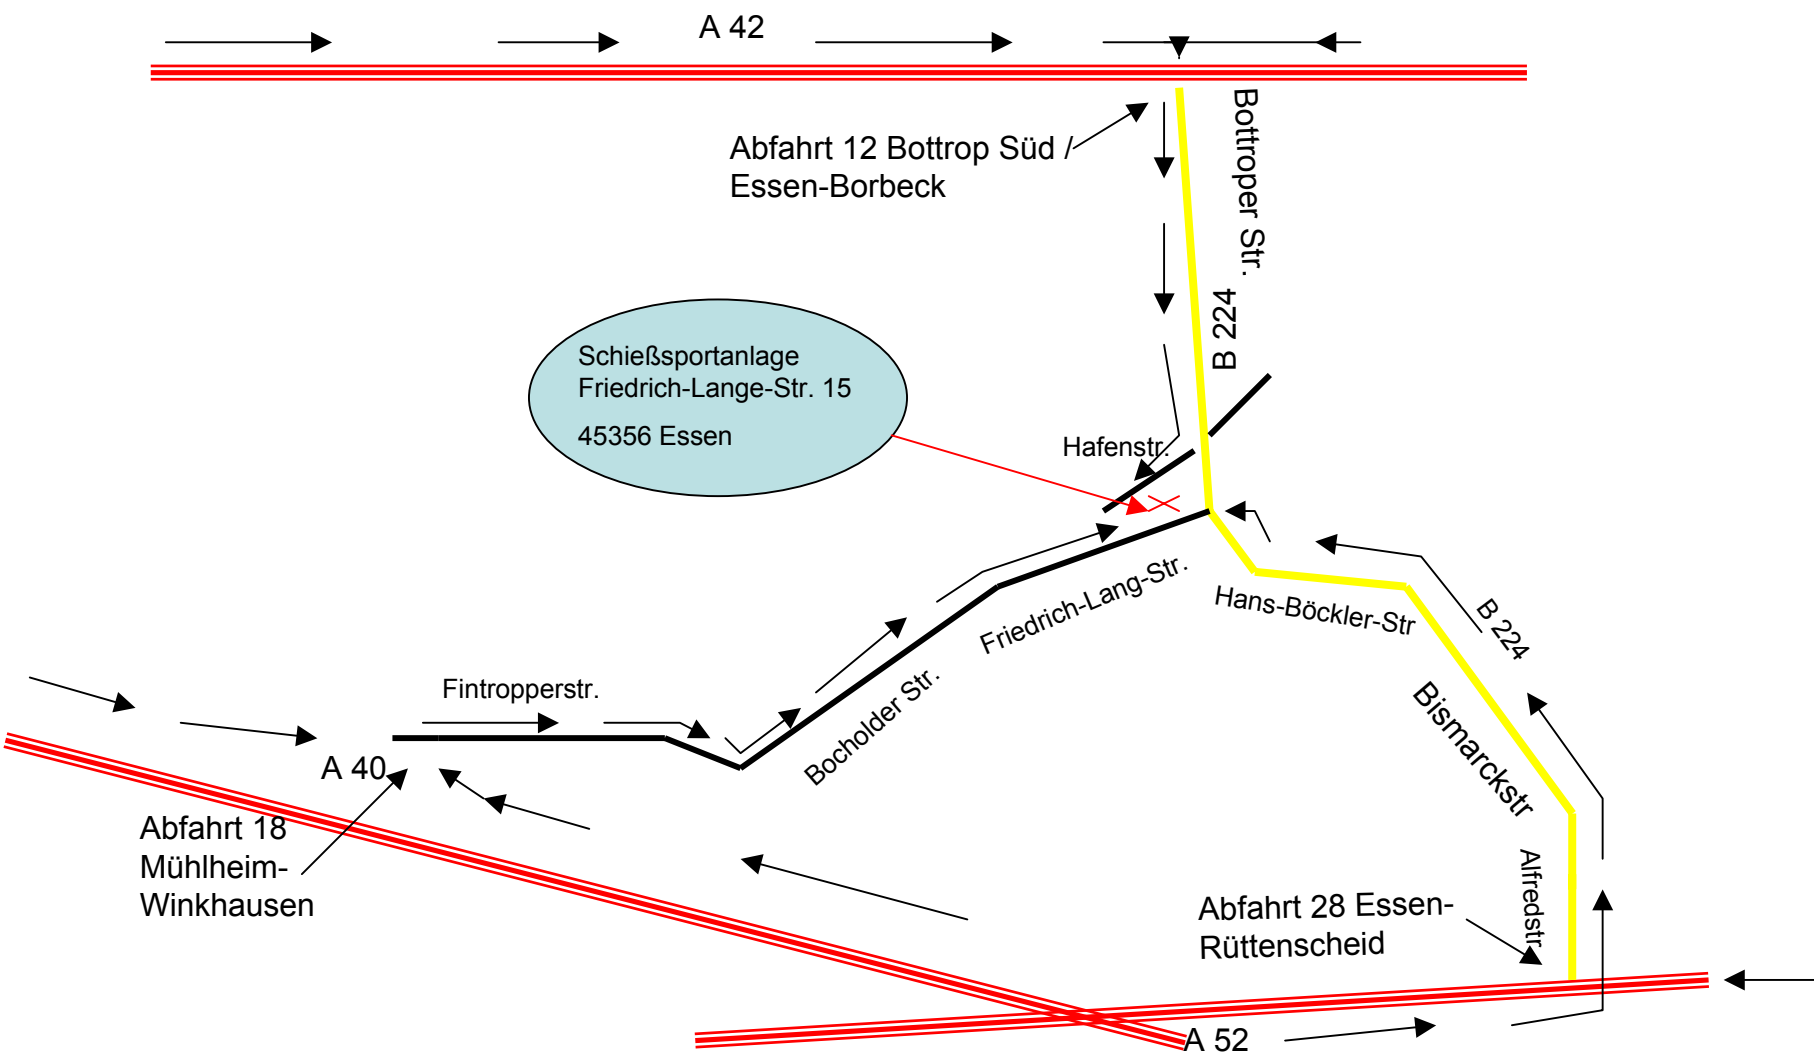 A 42
Abfahrt 12 Bottrop Süd /
Essen-Borbeck
Bottroper Str.
B 224
Schießsportanlage
Friedrich-Lange-Str. 15
45356 Essen
Hafenstr.
Friedrich-Lang-Str.
Hans-Böckler-Str
B 224
Fintropperstr.
Bocholder Str.
Bismarckstr
A 40
Abfahrt 18
Mühlheim-
Winkhausen
Alfredstr
Abfahrt 28 Essen-
Rüttenscheid
A 52